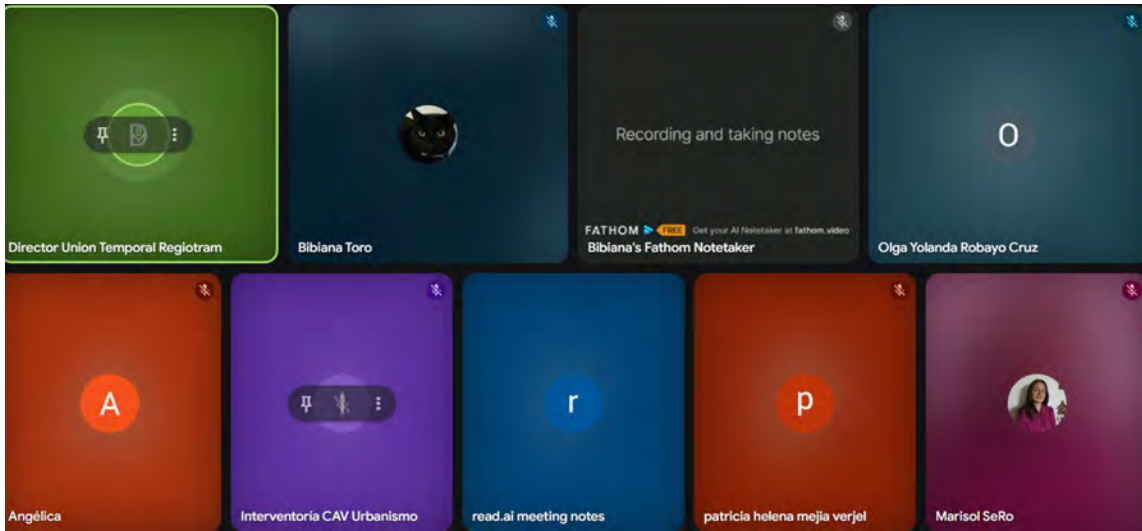 D
Director Union Temporal Regiotram
Bibiana Toro
Recording and taking notes
FATHOM FREE Get your AI Notetaker at fathom.video
Bibiana's Fathom Notetaker
O
Olga Yolanda Robayo Cruz
A
Angélica
Interventoría CAV Urbanismo
r
read.ai meeting notes
p
patricia helena mejia verjel
Marisol SeRo